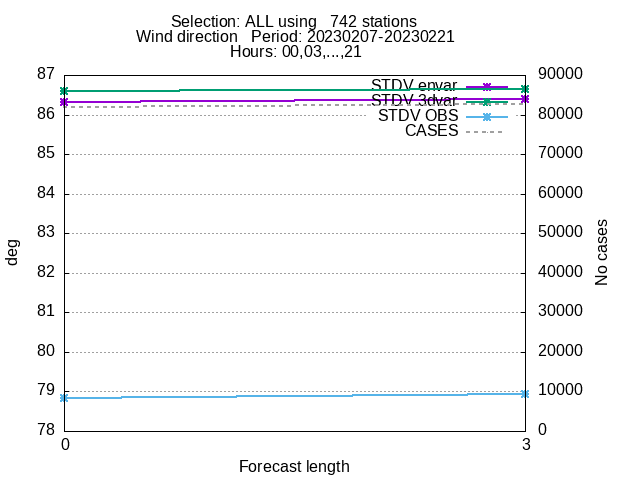 Selection: ALL using   742 stations
Wind direction   Period: 20230207-20230221
Hours: 00,03,...,21
87
86
85
84
83
82
81
80
79
78
90000
80000
70000
60000
50000
40000
30000
20000
10000
0
STDV envar
STDV 3dvar
STDV OBS
CASES
deg
No cases
0
3
Forecast length